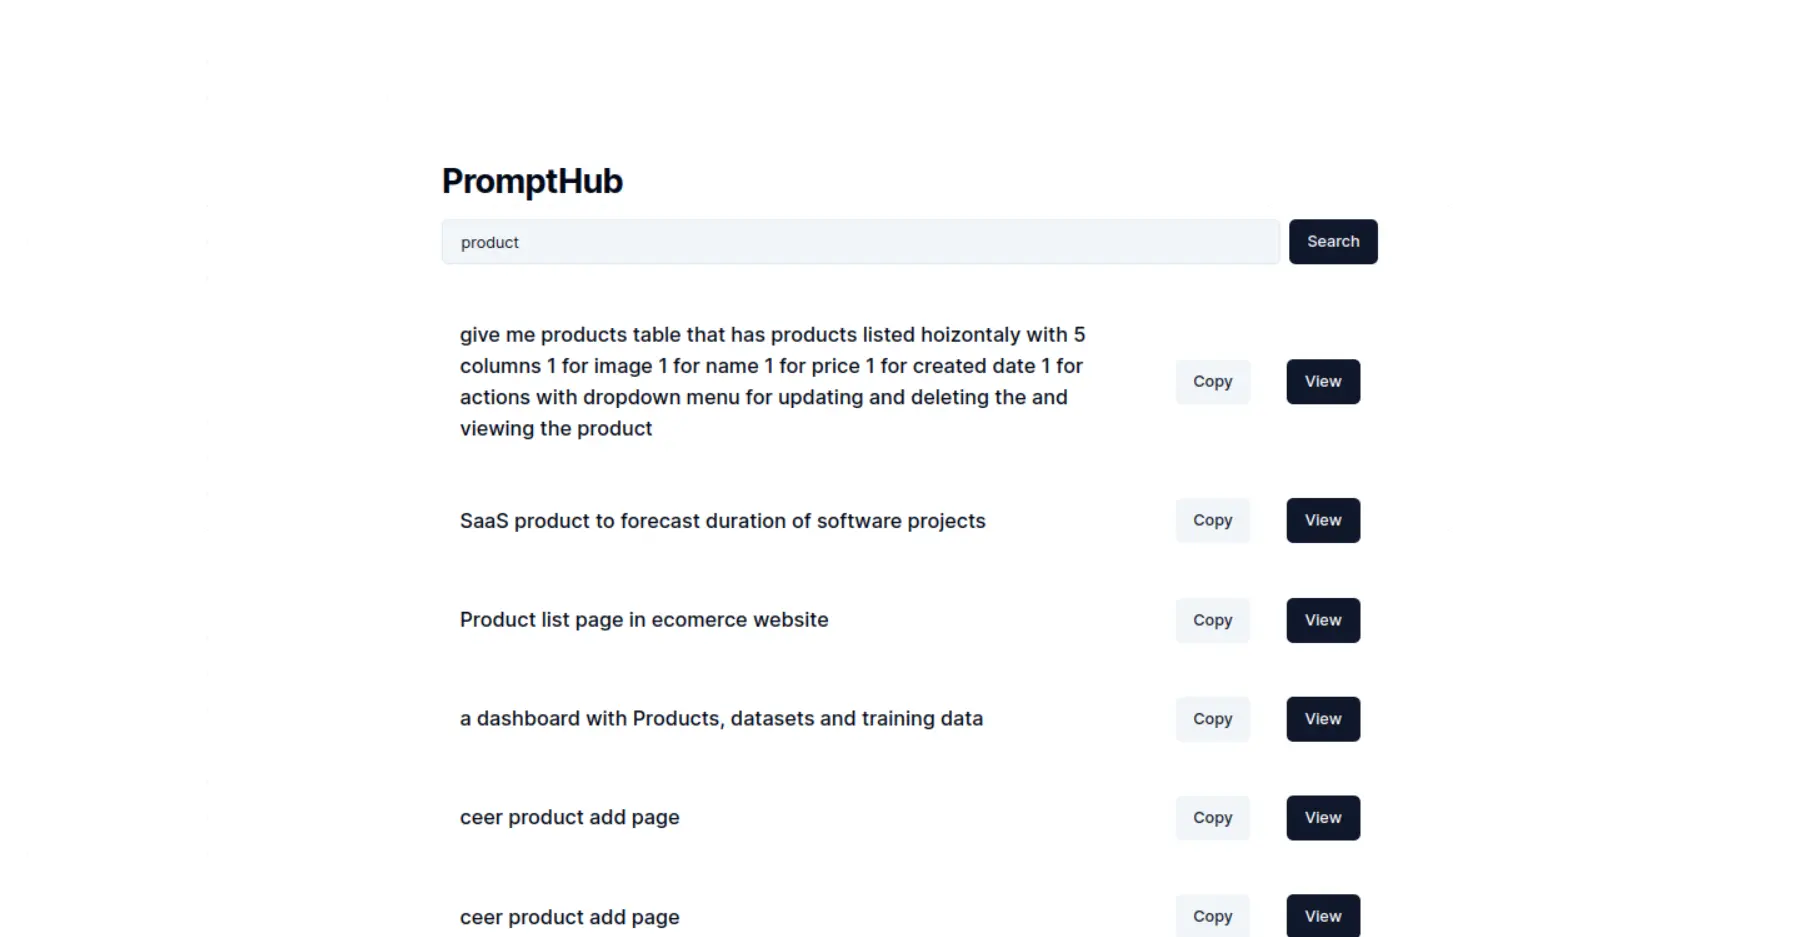 PromptHub
product
Search
give me products table that has products listed hoizontaly with 5
columns 1 for image 1 for name 1 for price 1 for created date 1 for
actions with dropdown menu for updating and deleting the and
viewing the product
Copy
View
SaaS product to forecast duration of software projects
Copy
View
Product list page in ecomerce website
Copy
View
a dashboard with Products, datasets and training data
Copy
View
ceer product add page
Copy
View
ceer product add page
Copy
View